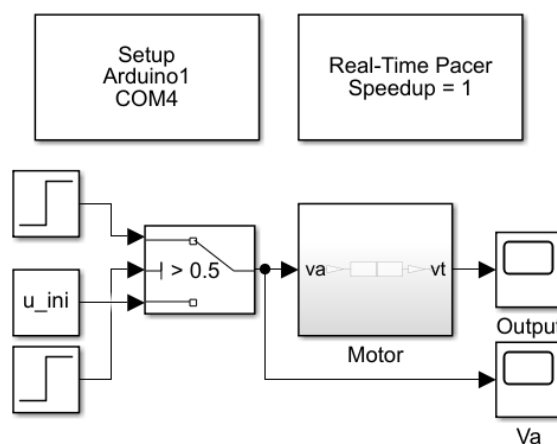 Setup
Arduino1
COM4
Real-Time Pacer
Speedup = 1
u_ini
> 0.5
va
vt
Motor
Output
Va